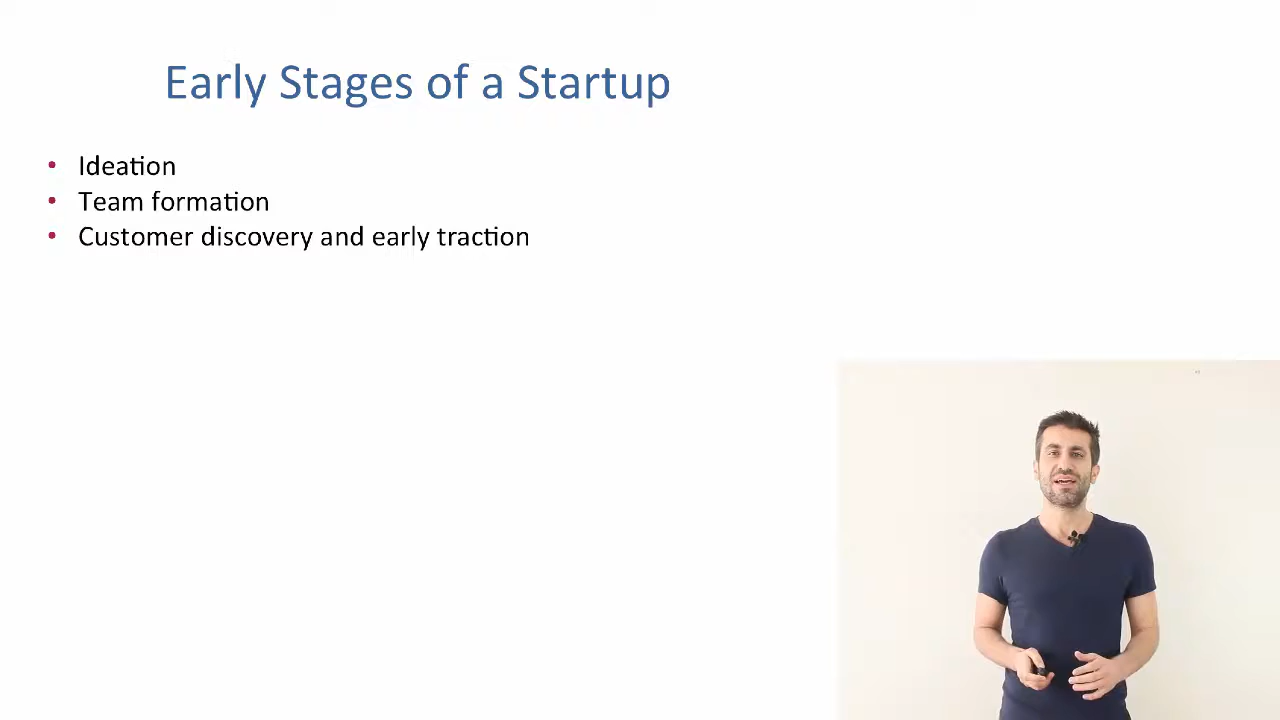 Early Stages of a Startup
• Ideation
• Team formation
• Customer discovery and early traction